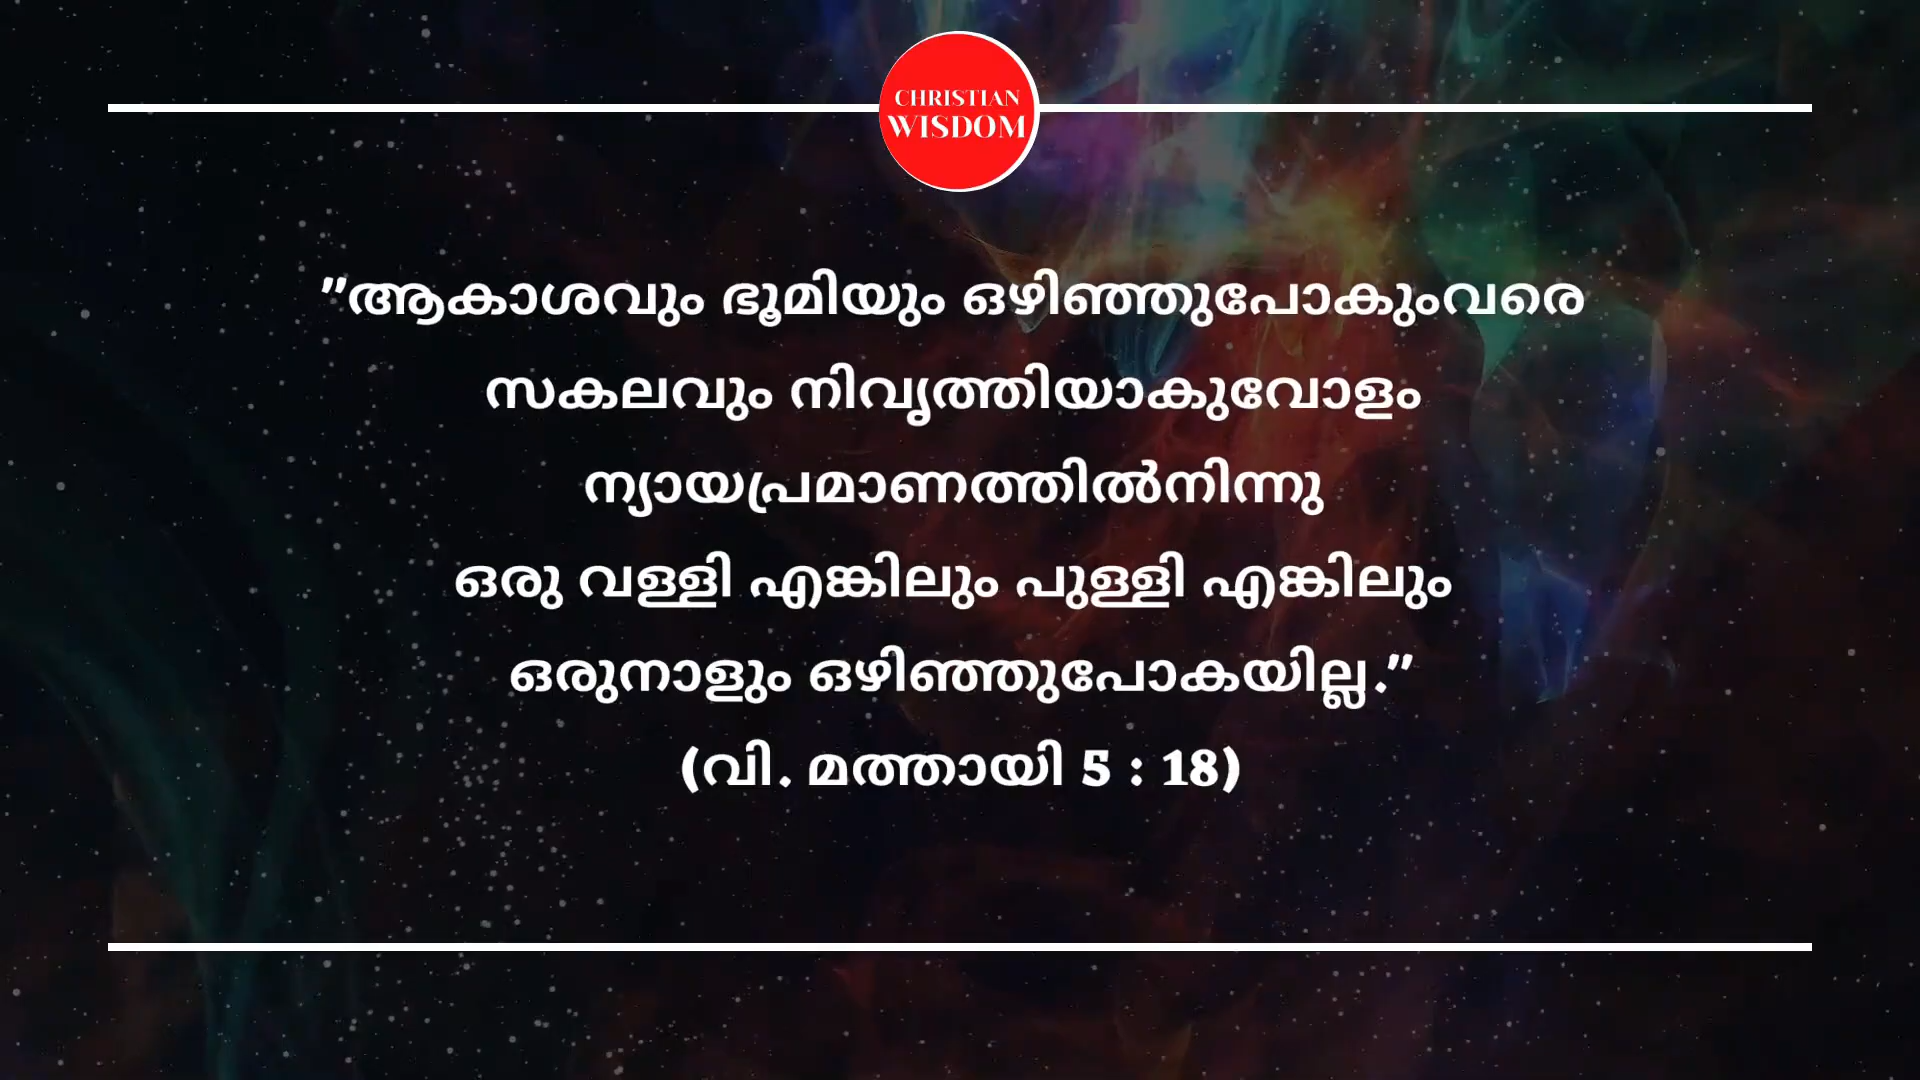 CHRISTIAN
WISDOM
"ആകാശവും ഭൂമിയും ഒഴിഞ്ഞുപോകുംവരെ
സകലവും നിവൃത്തിയാകുവോളം
ന്യായപ്രമാണത്തിൽനിന്നു
ഒരു വള്ളി എങ്കിലും പുള്ളി എങ്കിലും
ഒരുനാളും ഒഴിഞ്ഞുപോകയില്ല."
(വി. മത്തായി 5 : 18)